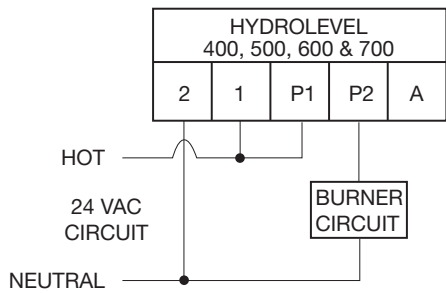 HYDROLEVEL
400, 500, 600 & 700
2 1 P1 P2 A
HOT
24 VAC
CIRCUIT
BURNER
CIRCUIT
NEUTRAL